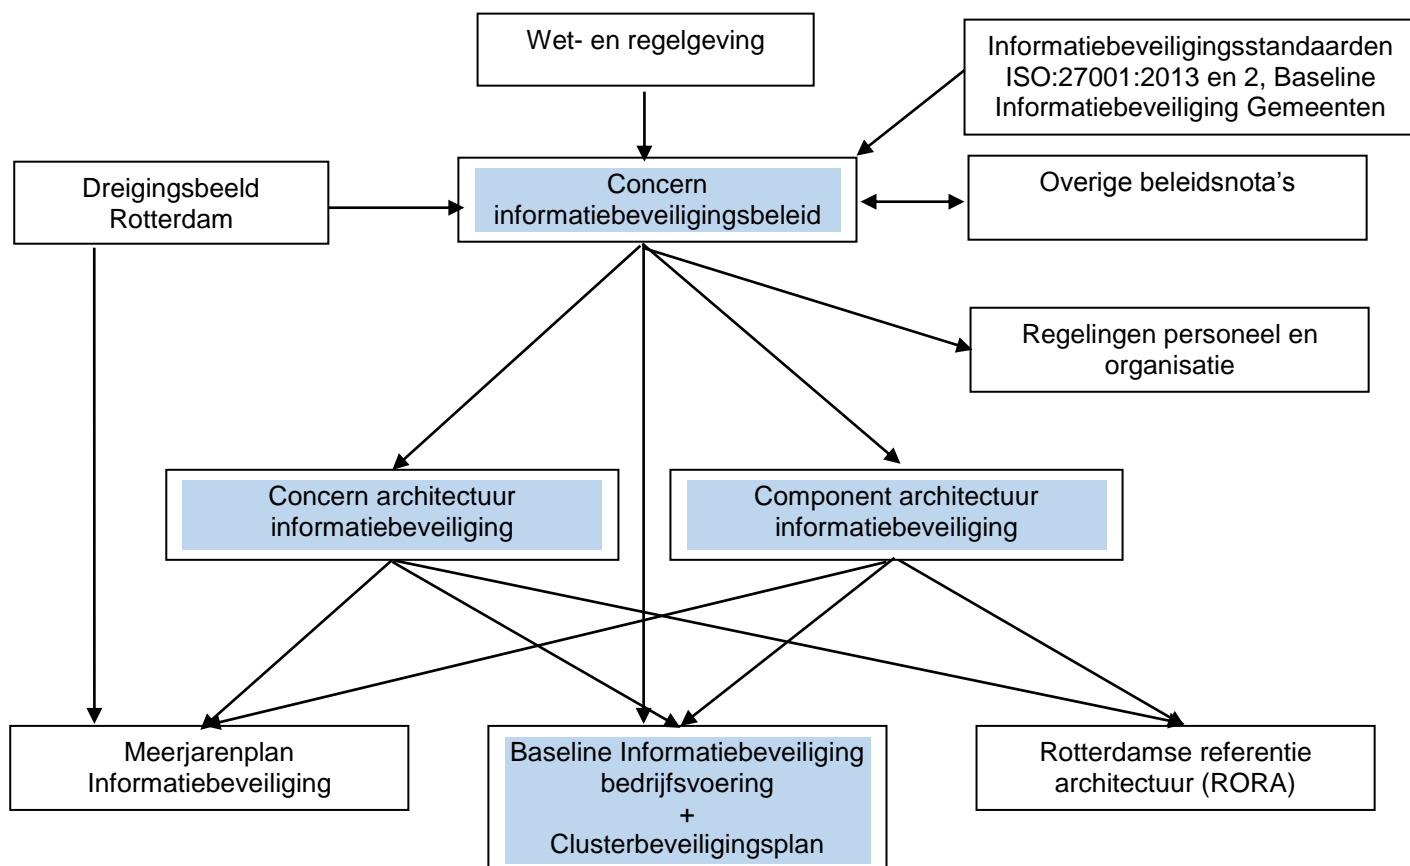 Wet- en regelgeving
Informatiebeveiligingsstandaarden
ISO:27001:2013 en 2, Baseline
Informatiebeveiliging Gemeenten
Dreigingsbeeld
Rotterdam
Concern
informatiebeveiligingsbeleid
Overige beleidsnota's
Regelingen personeel en
organisatie
Concern architectuur
informatiebeveiliging
Component architectuur
informatiebeveiliging
Meerjarenplan
Informatiebeveiliging
Baseline Informatiebeveiliging
bedrijfsvoering
+
Clusterbeveiligingsplan
Rotterdamse referentie
architectuur (RORA)